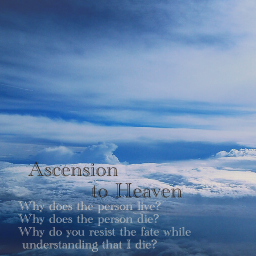 Ascension
to Heaven
Why does the person live?
Why does the person die?
Why do you resist the fate while
understanding that I die?